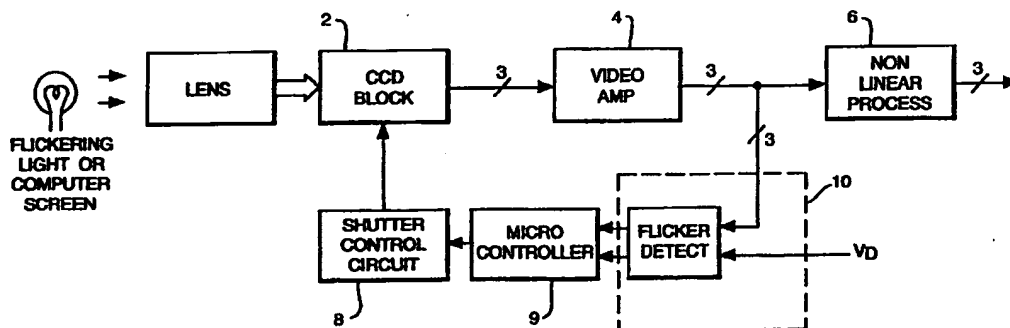 2
4
6
LENS
CCD
BLOCK
3
VIDEO
AMP
3
NON
LINEAR
PROCESS
3
FLICKERING
LIGHT OR
COMPUTER
SCREEN
3
10
SHUTTER
CONTROL
CIRCUIT
MICRO
CONTROLLER
FLICKER
DETECT
VD
8
9